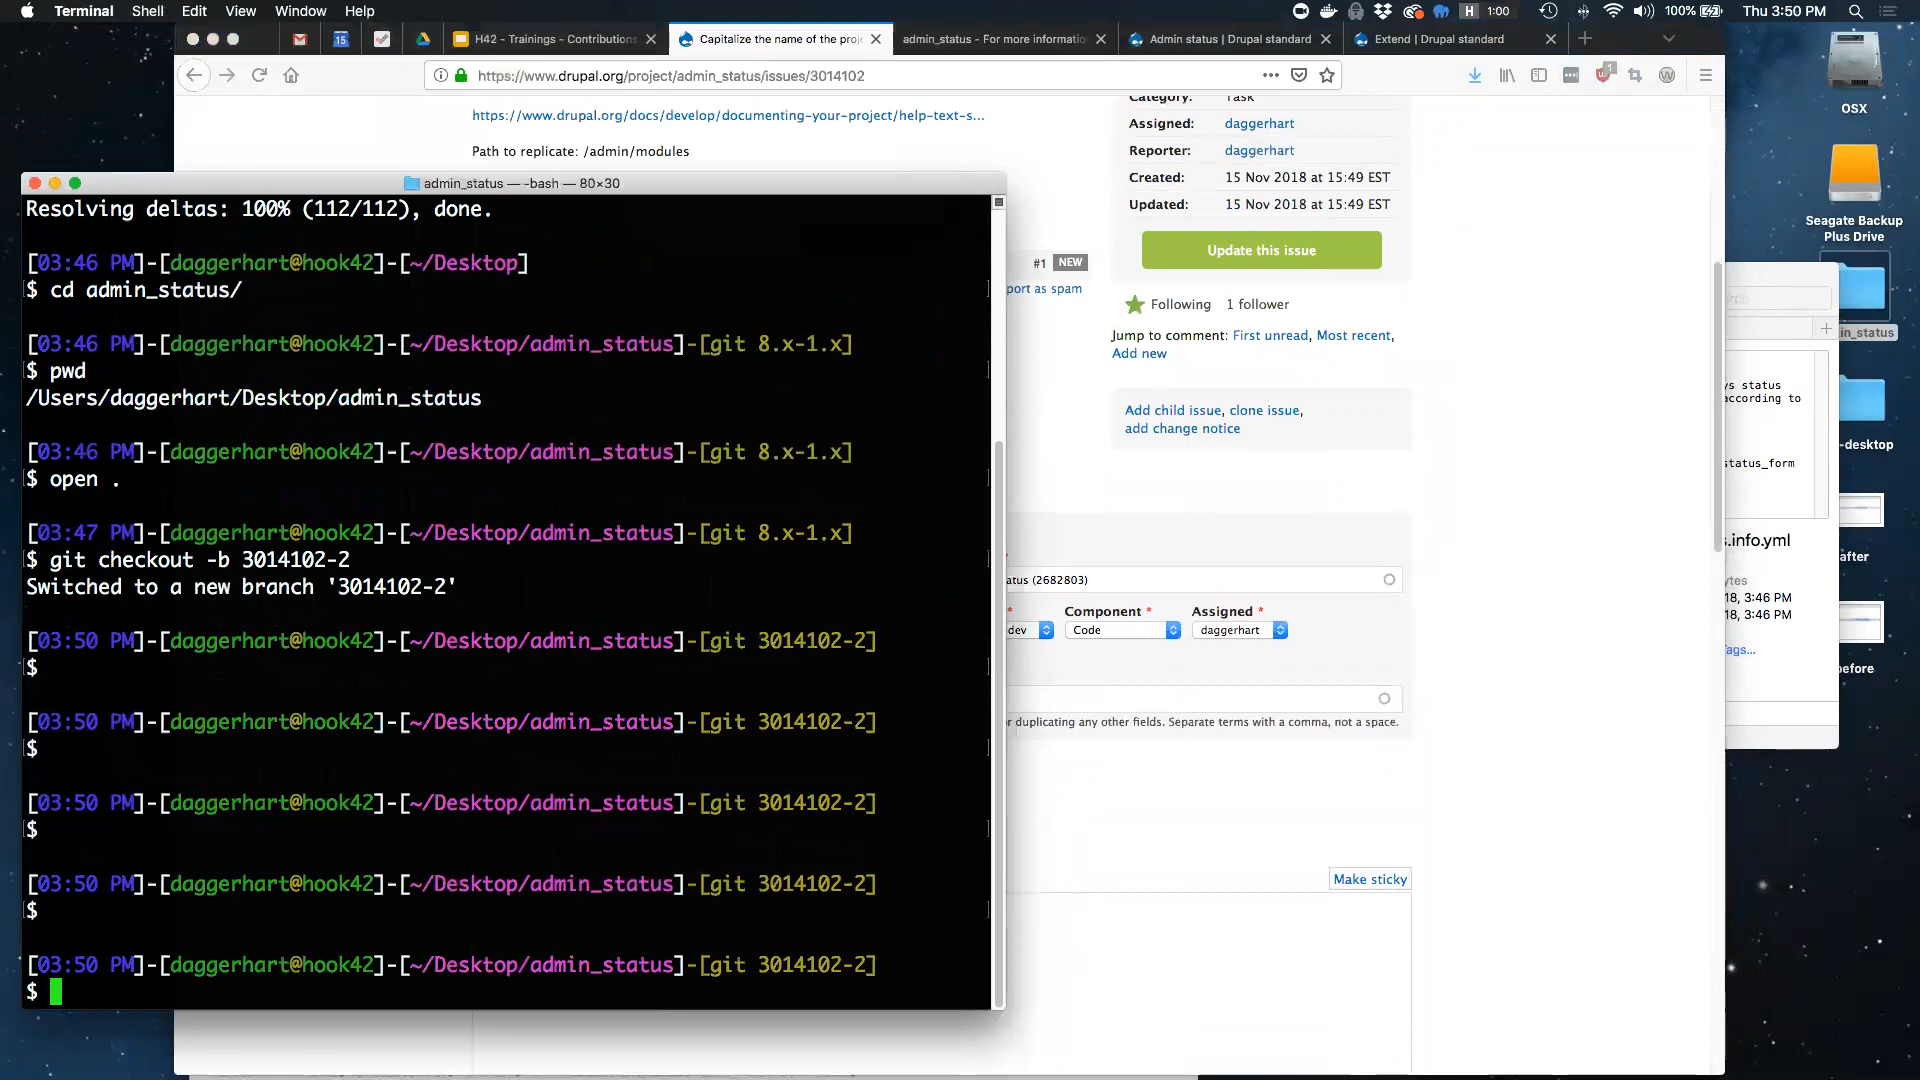 Terminal Shell Edit View Window Help
H 1:00 100% Thu 3:50 PM
15 H42 - Trainings - Contributions Capitalize the name of the proje admin_status - For more informatio Admin status | Drupal standard Extend | Drupal standard
https://www.drupal.org/project/admin_status/issues/3014102
1
W
OSX
Seagate Backup
Plus Drive
in_status
-desktop
after
before
https://www.drupal.org/docs/develop/documenting-your-project/help-text-s...
Path to replicate: /admin/modules
Category: Task
Assigned: daggerhart
Reporter: daggerhart
Created: 15 Nov 2018 at 15:49 EST
Updated: 15 Nov 2018 at 15:49 EST
Update this issue
#1 NEW
port as spam
Following 1 follower
Jump to comment: First unread, Most recent,
Add new
Add child issue, clone issue,
add change notice
atus (2682803)
* Component * Assigned *
dev Code daggerhart
or duplicating any other fields. Separate terms with a comma, not a space.
Make sticky
ys status
according to
status_form
s.info.yml
ytes
18, 3:46 PM
18, 3:46 PM
Tags...
admin_status — -bash — 80×30
Resolving deltas: 100% (112/112), done.
[03:46 PM]-[daggerhart@hook42]-[~/Desktop]
$ cd admin_status/
[03:46 PM]-[daggerhart@hook42]-[~/Desktop/admin_status]-[git 8.x-1.x]
$ pwd
/Users/daggerhart/Desktop/admin_status
[03:46 PM]-[daggerhart@hook42]-[~/Desktop/admin_status]-[git 8.x-1.x]
$ open .
[03:47 PM]-[daggerhart@hook42]-[~/Desktop/admin_status]-[git 8.x-1.x]
$ git checkout -b 3014102-2
Switched to a new branch '3014102-2'
[03:50 PM]-[daggerhart@hook42]-[~/Desktop/admin_status]-[git 3014102-2]
$
[03:50 PM]-[daggerhart@hook42]-[~/Desktop/admin_status]-[git 3014102-2]
$
[03:50 PM]-[daggerhart@hook42]-[~/Desktop/admin_status]-[git 3014102-2]
$
[03:50 PM]-[daggerhart@hook42]-[~/Desktop/admin_status]-[git 3014102-2]
$
[03:50 PM]-[daggerhart@hook42]-[~/Desktop/admin_status]-[git 3014102-2]
$